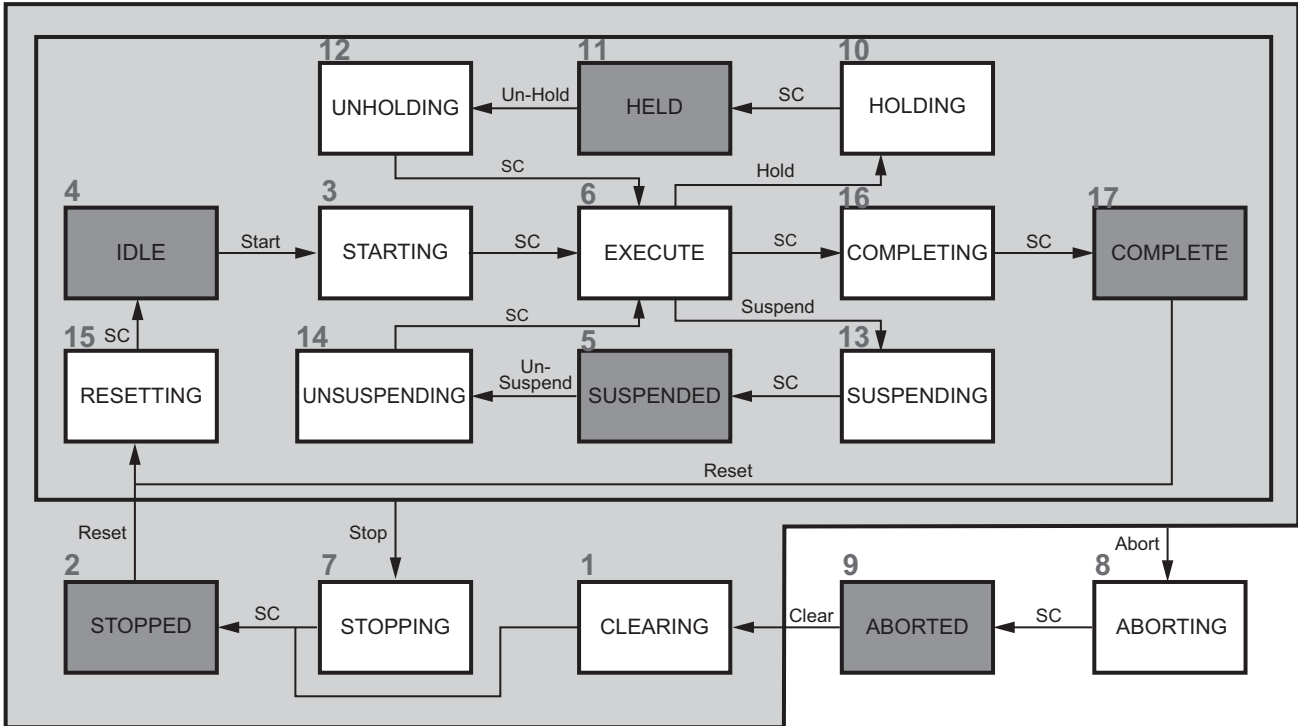 12
11
10
UNHOLDING
Un-Hold
HELD
SC
HOLDING
SC
Hold
4
3
6
16
17
IDLE
Start
STARTING
SC
EXECUTE
SC
COMPLETING
SC
COMPLETE
SC
Suspend
15
SC
14
5
13
RESETTING
UNSUSPENDING
Un-
Suspend
SUSPENDED
SC
SUSPENDING
Reset
Reset
Stop
Abort
2
7
1
9
8
STOPPED
SC
STOPPING
CLEARING
Clear
ABORTED
SC
ABORTING